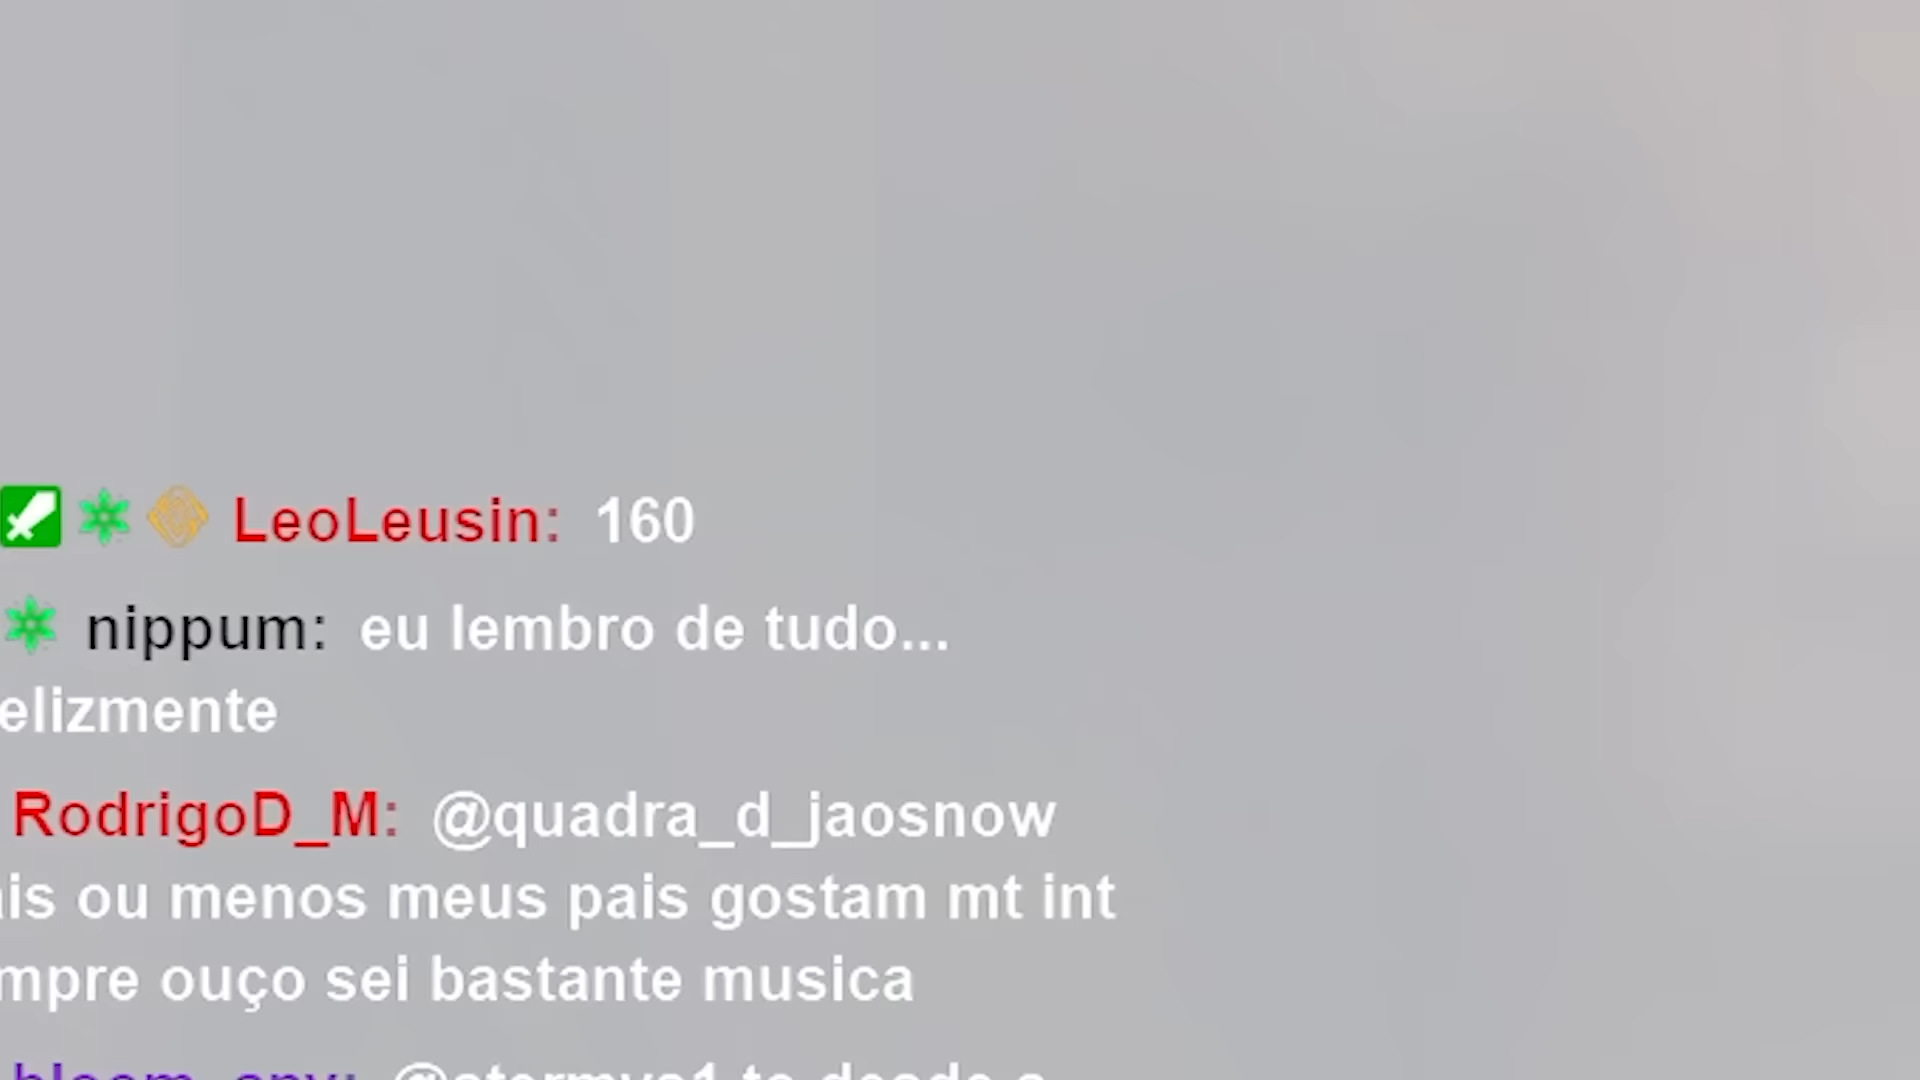 LeoLeusin: 160
nippum: eu lembro de tudo...
elizmente
RodrigoD_M: @quadra_d_jaosnow
ais ou menos meus pais gostam mt int
mpre ouço sei bastante musica